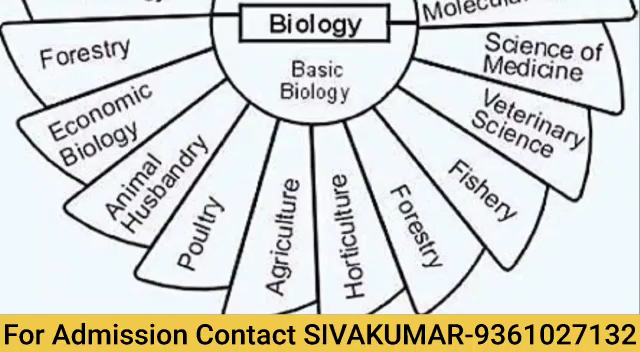 Biology
Basic
Biology
Forestry
Economic
Biology
Animal
Husbandry
Poultry
Agriculture
Horticulture
Forestry
Fishery
Veterinary
Science
Science of
Medicine
For Admission Contact SIVAKUMAR-9361027132